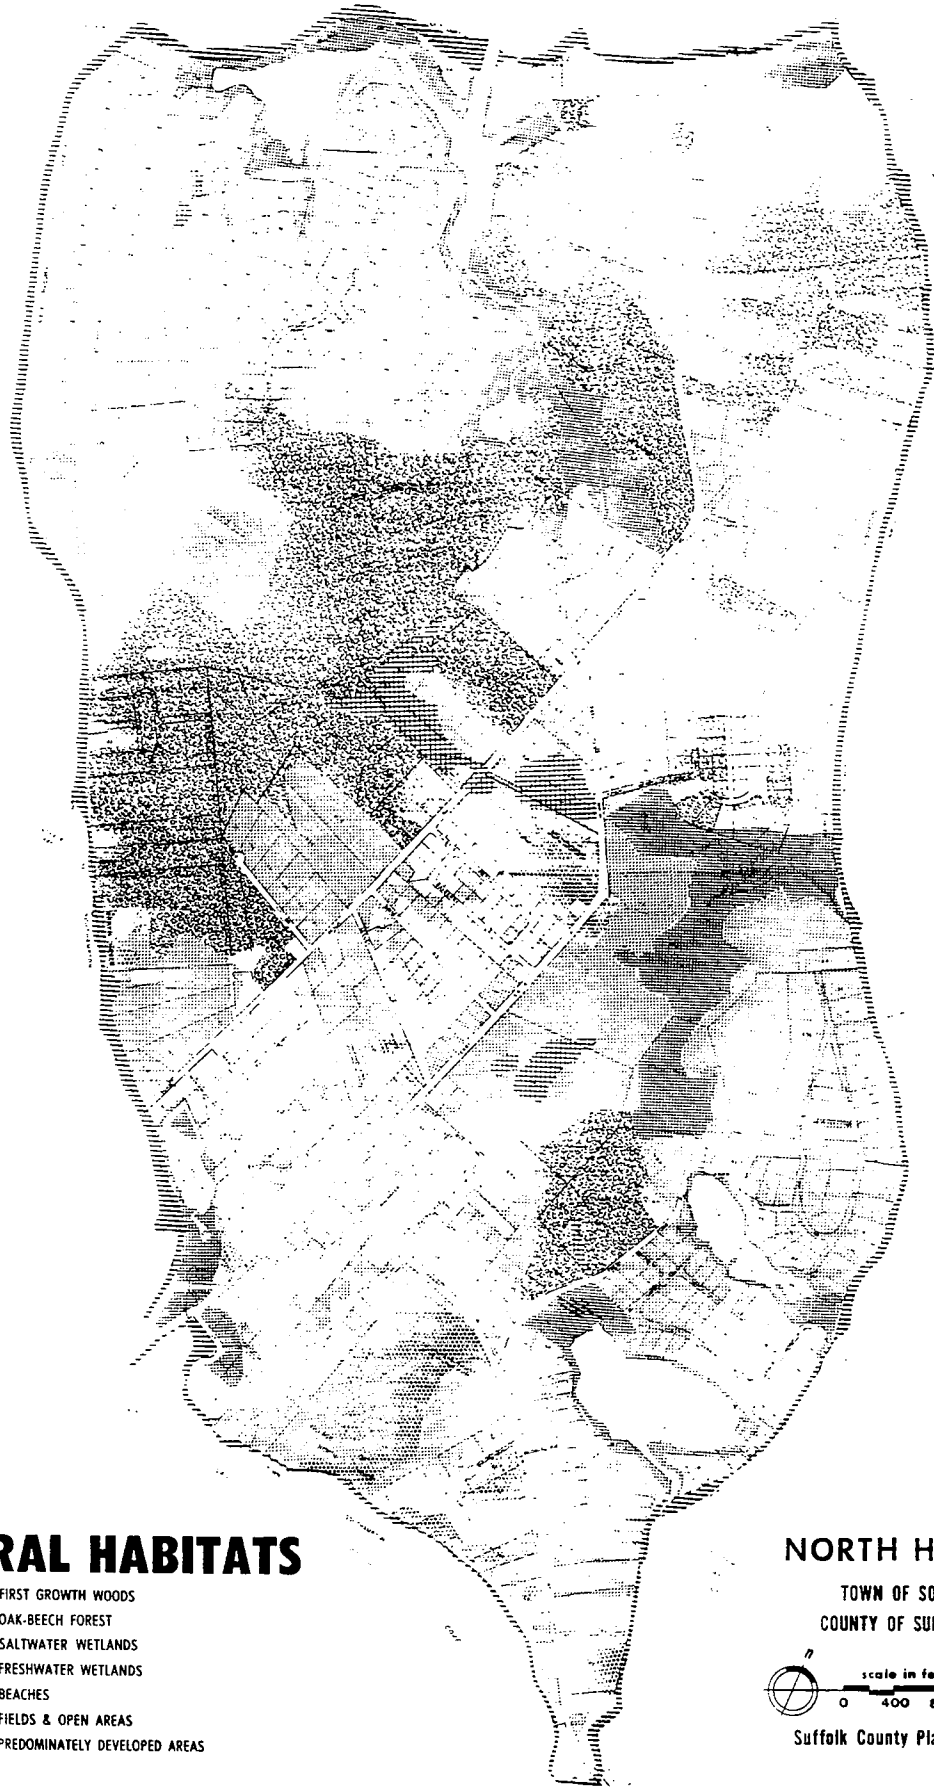 RAL HABITATS
FIRST GROWTH WOODS
OAK-BEECH FOREST
SALTWATER WETLANDS
FRESHWATER WETLANDS
BEACHES
FIELDS & OPEN AREAS
PREDOMINATELY DEVELOPED AREAS
NORTH H
TOWN OF SO
COUNTY OF SU
n
scale in fe
0 400 8
Suffolk County Pla